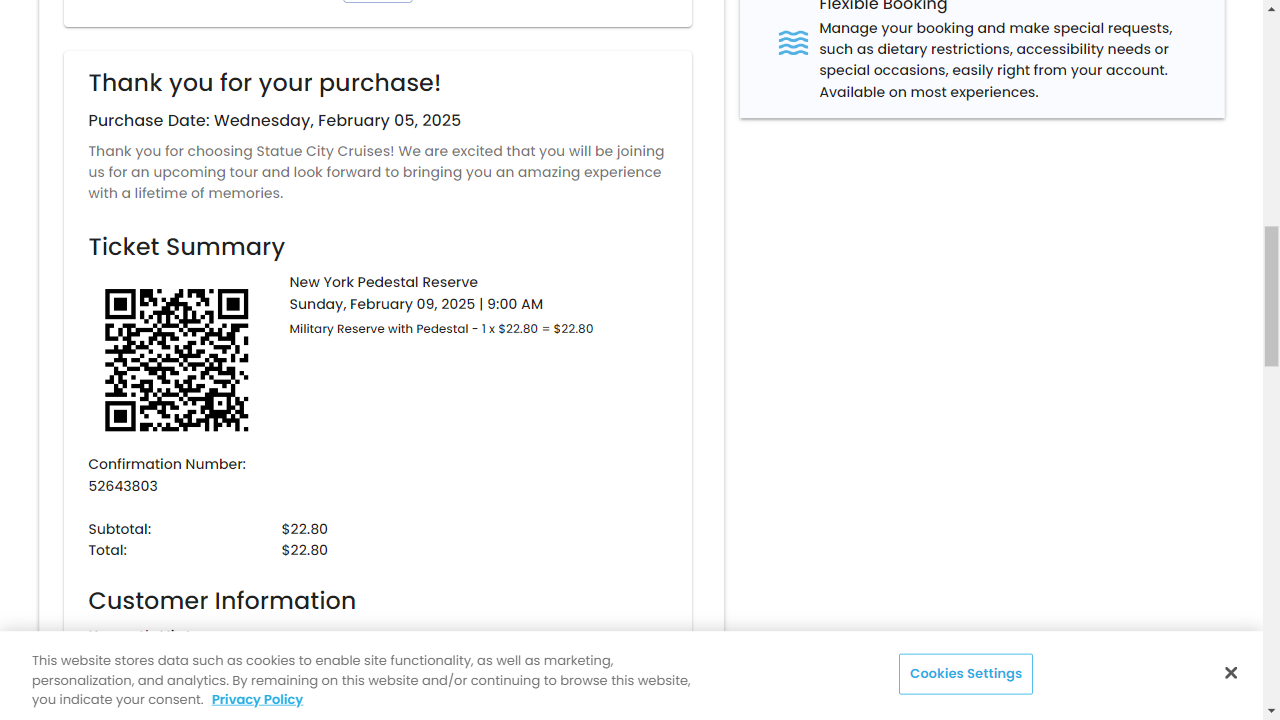 Flexible Booking
Manage your booking and make special requests,
such as dietary restrictions, accessibility needs or
special occasions, easily right from your account.
Available on most experiences.
Thank you for your purchase!
Purchase Date: Wednesday, February 05, 2025
Thank you for choosing Statue City Cruises! We are excited that you will be joining
us for an upcoming tour and look forward to bringing you an amazing experience
with a lifetime of memories.
Ticket Summary
New York Pedestal Reserve
Sunday, February 09, 2025 | 9:00 AM
Military Reserve with Pedestal - 1 x $22.80 = $22.80
Confirmation Number:
52643803
Subtotal: $22.80
Total: $22.80
Customer Information
This website stores data such as cookies to enable site functionality, as well as marketing,
personalization, and analytics. By remaining on this website and/or continuing to browse this website,
you indicate your consent. Privacy Policy
Cookies Settings